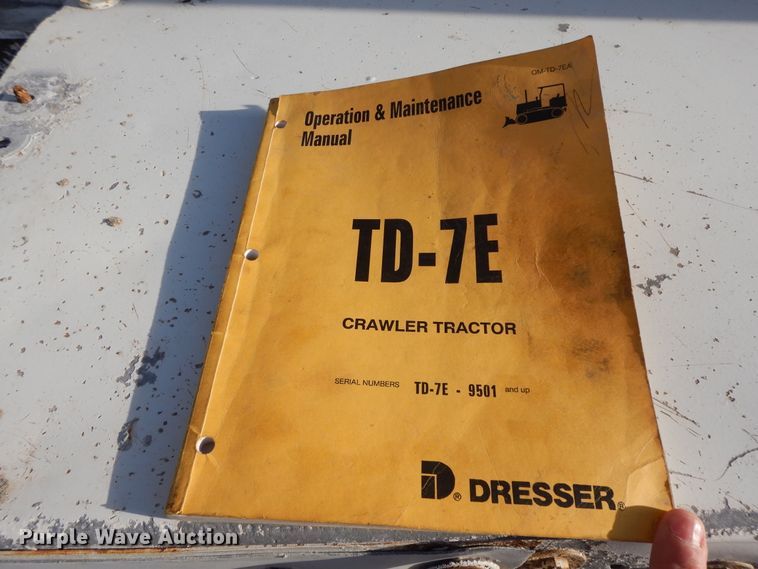 OM-TD-7EA
Operation & Maintenance
Manual
TD-7E
CRAWLER TRACTOR
SERIAL NUMBERS TD-7E - 9501 and up
D® DRESSER®
Purple Wave Auction